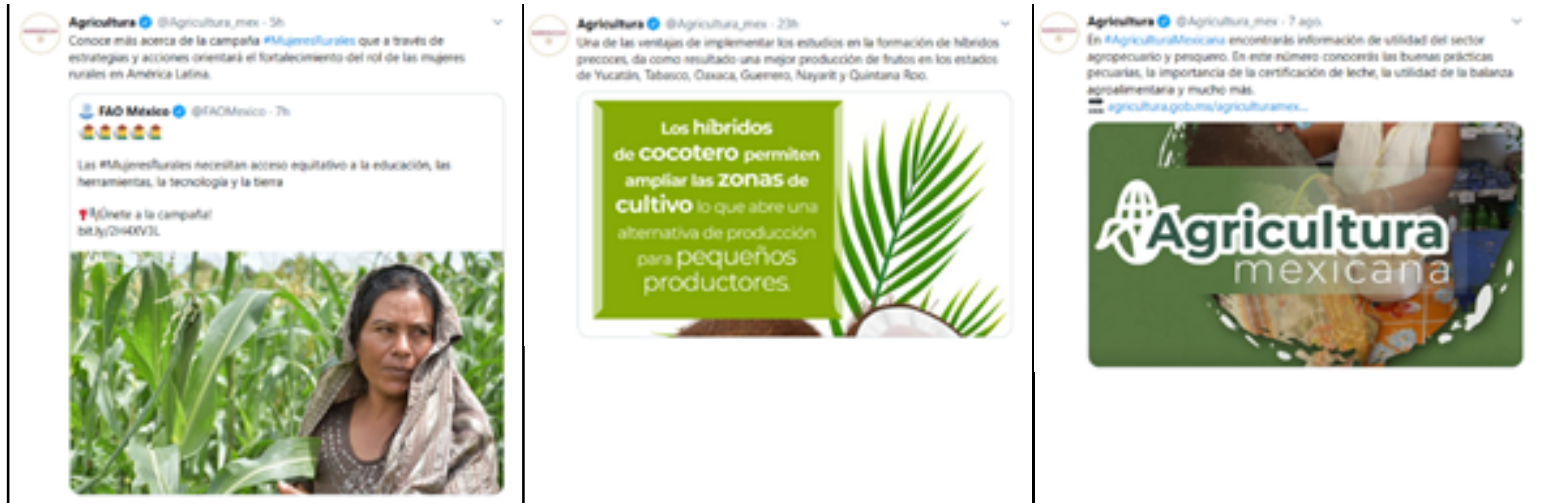 Agricultura @Agricultura_mex · 5h
Conoce más acerca de la campaña #MujeresRurales que a través de
estrategias y acciones orientará el fortalecimiento del rol de las mujeres
rurales en América Latina.
FAO México @FAOMexico · 7h
Las #MujeresRurales necesitan acceso equitativo a la educación, las
herramientas, la tecnología y la tierra
¡Únete a la campaña!
bit.ly/2H4XV3L
Agricultura @Agricultura_mex · 23h
Una de las ventajas de implementar los estudios en la formación de híbridos
precoces, da como resultado una mejor producción de frutos en los estados
de Yucatán, Tabasco, Oaxaca, Guerrero, Nayarit y Quintana Roo.
Los híbridos
de cocotero permiten
ampliar las zonas de
cultivo lo que abre una
alternativa de producción
para pequeños
productores.
Agricultura @Agricultura_mex · 7 ago.
En #AgriculturaMexicana encontrarás información de utilidad del sector
agropecuario y pesquero. En este número conocerás las buenas prácticas
pecuarias, la importancia de la certificación de leche, la utilidad de la balanza
agroalimentaria y mucho más.
agricultura.gob.mx/agriculturamex...
Agricultura
mexicana